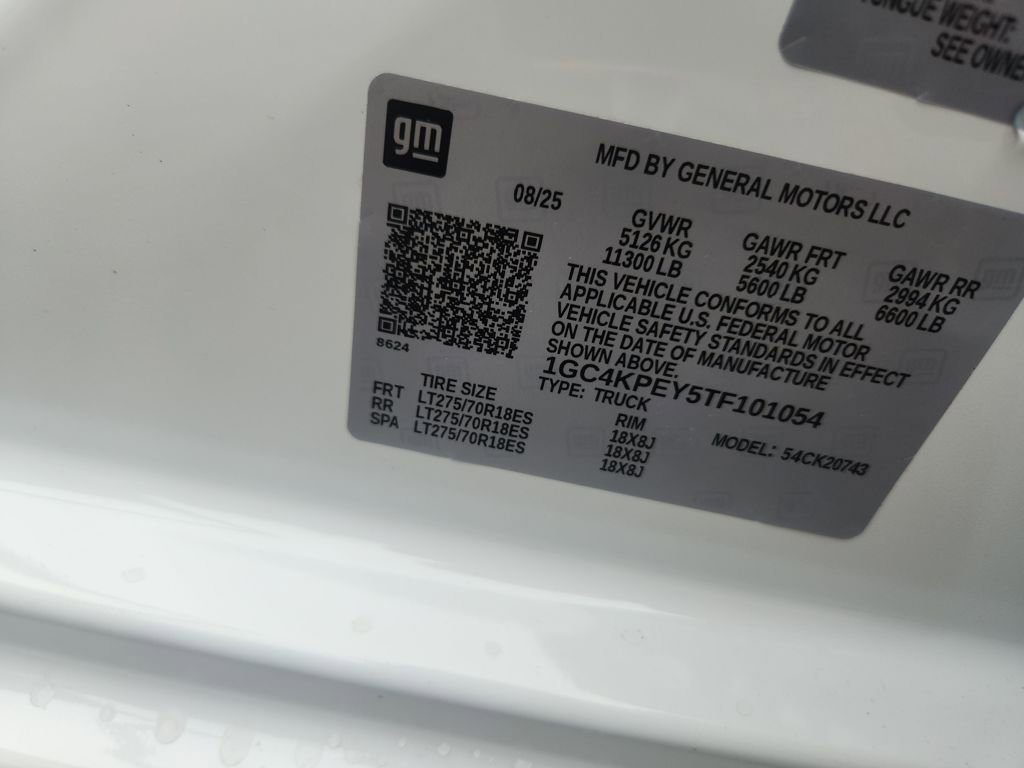 TONGUE WEIGHT:
SEE OWNE
gm
MFD BY GENERAL MOTORS LLC
08/25
GVWR GAWR FRT GAWR RR
5126 KG 2540 KG 2994 KG
11300 LB 5600 LB 6600 LB
THIS VEHICLE CONFORMS TO ALL
APPLICABLE U.S. FEDERAL MOTOR
VEHICLE SAFETY STANDARDS IN EFFECT
ON THE DATE OF MANUFACTURE
SHOWN ABOVE.
8624
1GC4KPEY5TF101054
TYPE: TRUCK MODEL: 54CK20743
TIRE SIZE RIM
FRT LT275/70R18ES 18X8J
RR LT275/70R18ES 18X8J
SPA LT275/70R18ES 18X8J